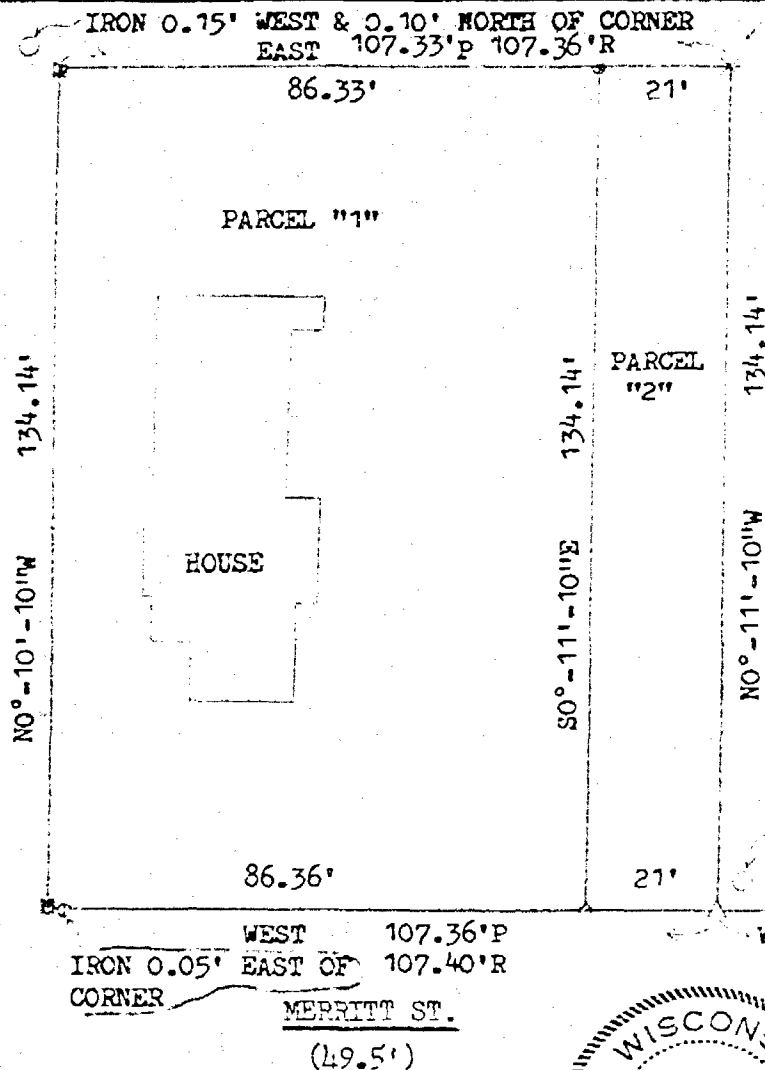 IRON 0.15' WEST & 0.10' NORTH OF CORNER
EAST 107.33'P 107.36'R
86.33'
21'
PARCEL "1"
134.14'
134.14'
PARCEL
"2"
134.14'
HOUSE
N0°-10'-10"W
S0°-11'-10"E
N0°-11'-10"W
86.36'
21'
WEST 107.36'P
IRON 0.05' EAST OF 107.40'R
CORNER
MERRITT ST.
(49.5')
WISCONS